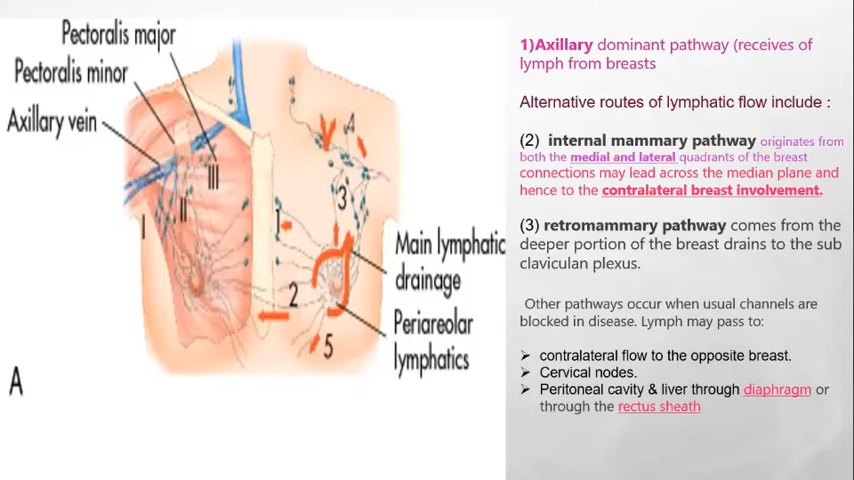 Pectoralis major
Pectoralis minor
Axillary vein
I
II
III
1
2
3
4
5
Main lymphatic
drainage
Periareolar
lymphatics
A
1)Axillary dominant pathway (receives of
lymph from breasts
Alternative routes of lymphatic flow include :
(2) internal mammary pathway originates from
both the medial and lateral quadrants of the breast
connections may lead across the median plane and
hence to the contralateral breast involvement.
(3) retromammary pathway comes from the
deeper portion of the breast drains to the sub
claviculan plexus.
Other pathways occur when usual channels are
blocked in disease. Lymph may pass to:
➢ contralateral flow to the opposite breast.
➢ Cervical nodes.
➢ Peritoneal cavity & liver through diaphragm or
through the rectus sheath